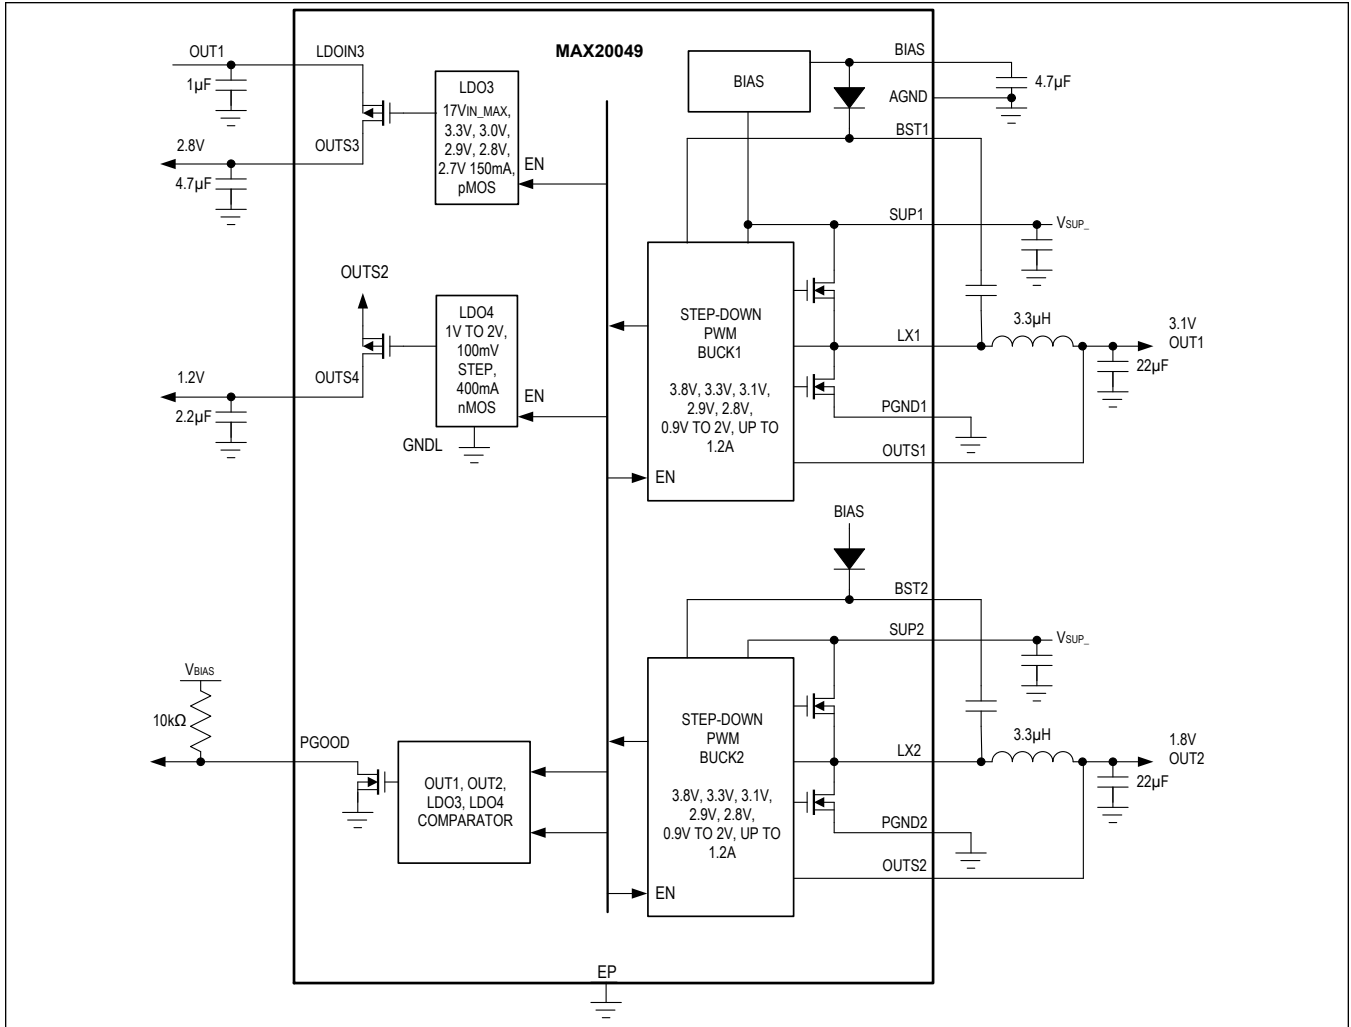 MAX20049
OUT1
LDOIN3
1µF
LDO3
17VIN_MAX,
3.3V, 3.0V,
2.9V, 2.8V,
2.7V 150mA,
pMOS
EN
2.8V
OUTS3
4.7µF
BIAS
BIAS
4.7µF
AGND
BST1
SUP1
VSUP_
OUTS2
LDO4
1V TO 2V,
100mV
STEP,
400mA
nMOS
EN
1.2V
OUTS4
2.2µF
GNDL
STEP-DOWN
PWM
BUCK1
3.8V, 3.3V, 3.1V,
2.9V, 2.8V,
0.9V TO 2V, UP TO
1.2A
EN
LX1
3.3µH
3.1V
OUT1
22µF
PGND1
OUTS1
BIAS
BST2
SUP2
VSUP_
VBIAS
10kΩ
PGOOD
OUT1, OUT2,
LDO3, LDO4
COMPARATOR
STEP-DOWN
PWM
BUCK2
3.8V, 3.3V, 3.1V,
2.9V, 2.8V,
0.9V TO 2V, UP TO
1.2A
EN
LX2
3.3µH
1.8V
OUT2
22µF
PGND2
OUTS2
EP